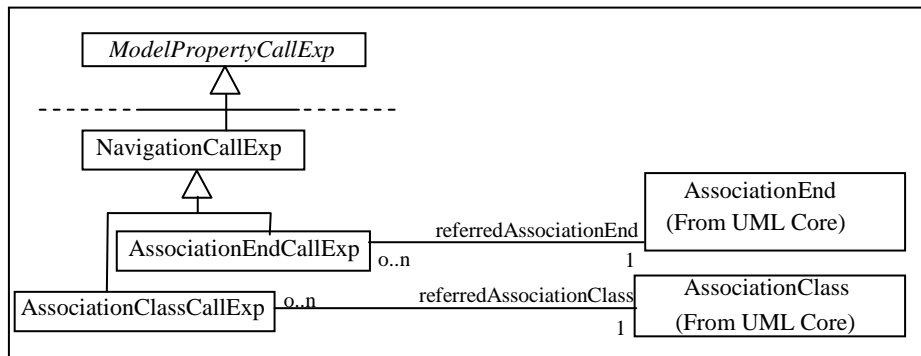 ModelPropertyCallExp
NavigationCallExp
AssociationEnd
(From UML Core)
referredAssociationEnd
AssociationEndCallExp
o..n
1
AssociationClass
(From UML Core)
referredAssociationClass
o..n
AssociationClassCallExp
1